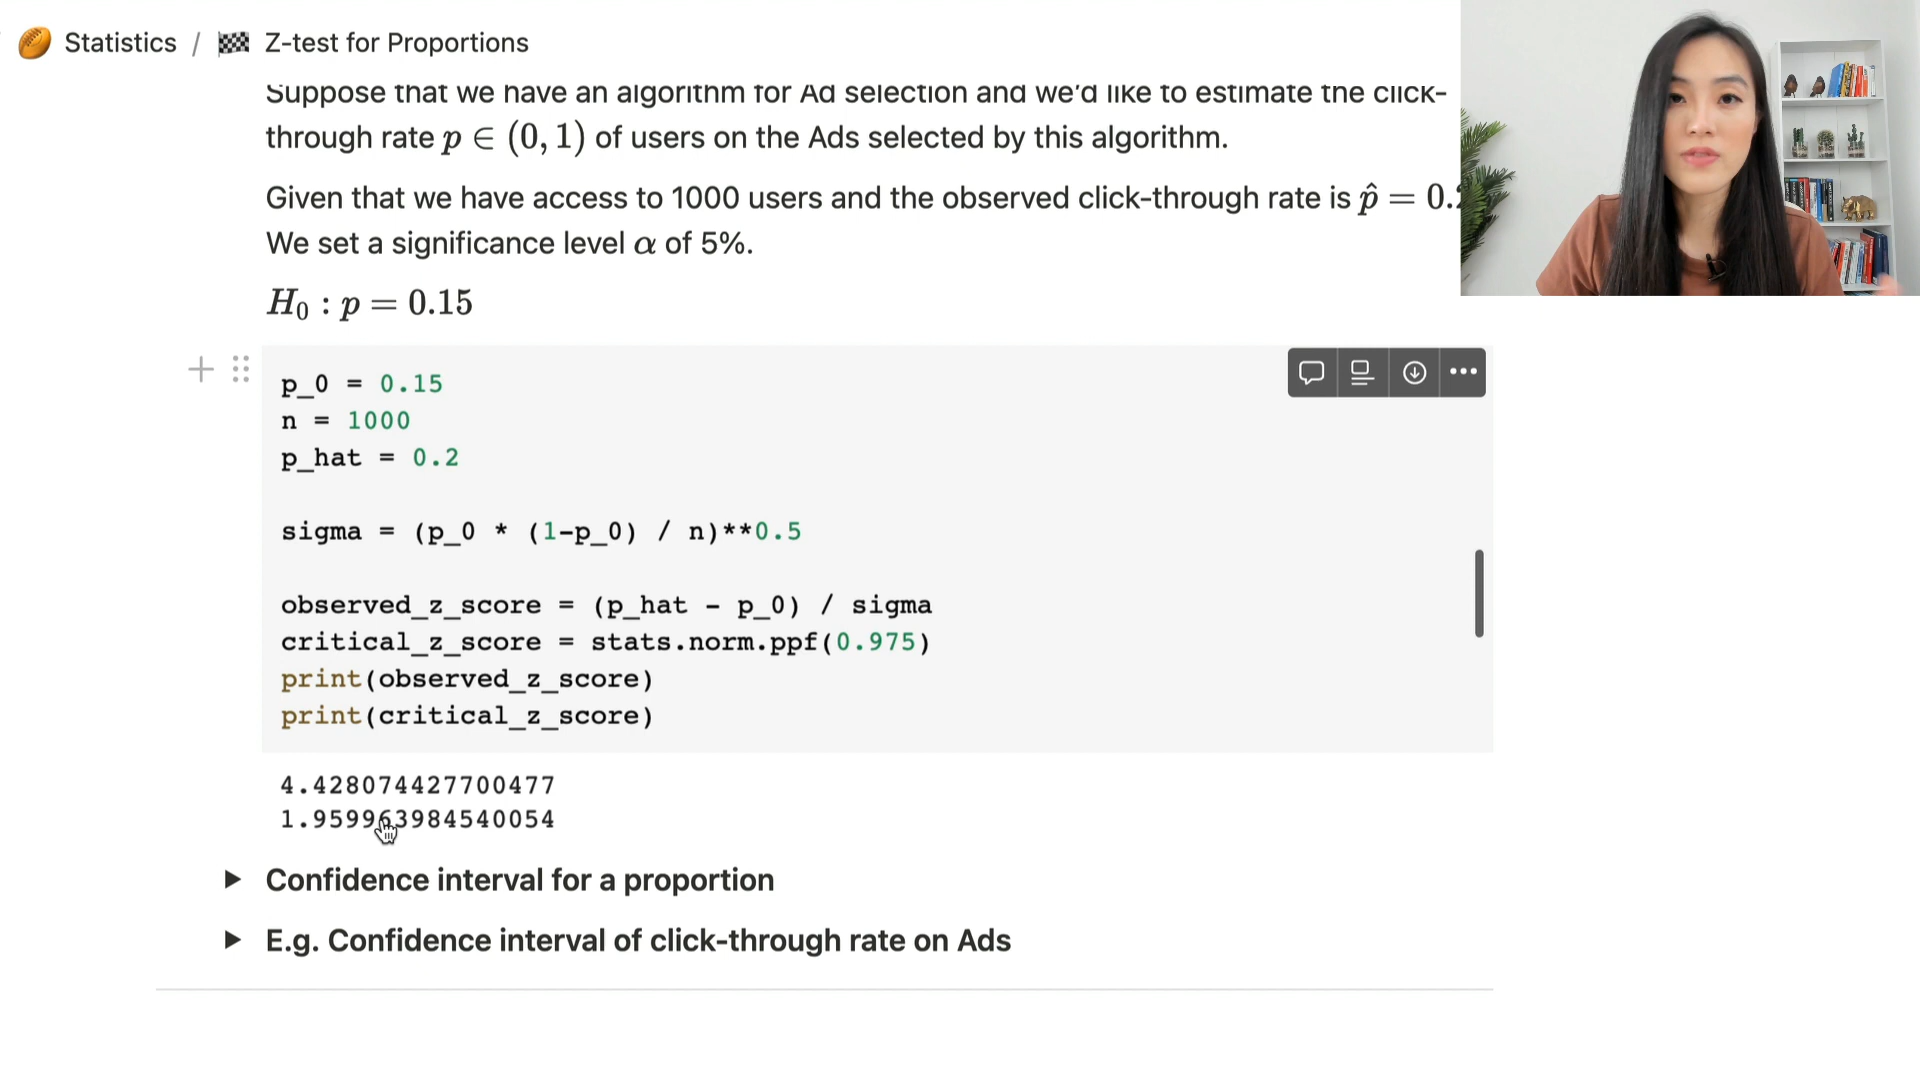 Statistics / Z-test for Proportions
Suppose that we have an algorithm for Ad selection and we'd like to estimate the click-
through rate p ∈ (0, 1) of users on the Ads selected by this algorithm.
Given that we have access to 1000 users and the observed click-through rate is p̂ = 0.
We set a significance level α of 5%.
H₀ : p = 0.15
p_0 = 0.15
n = 1000
p_hat = 0.2
sigma = (p_0 * (1-p_0) / n)**0.5
observed_z_score = (p_hat - p_0) / sigma
critical_z_score = stats.norm.ppf(0.975)
print(observed_z_score)
print(critical_z_score)
4.428074427700477
1.959963984540054
Confidence interval for a proportion
E.g. Confidence interval of click-through rate on Ads